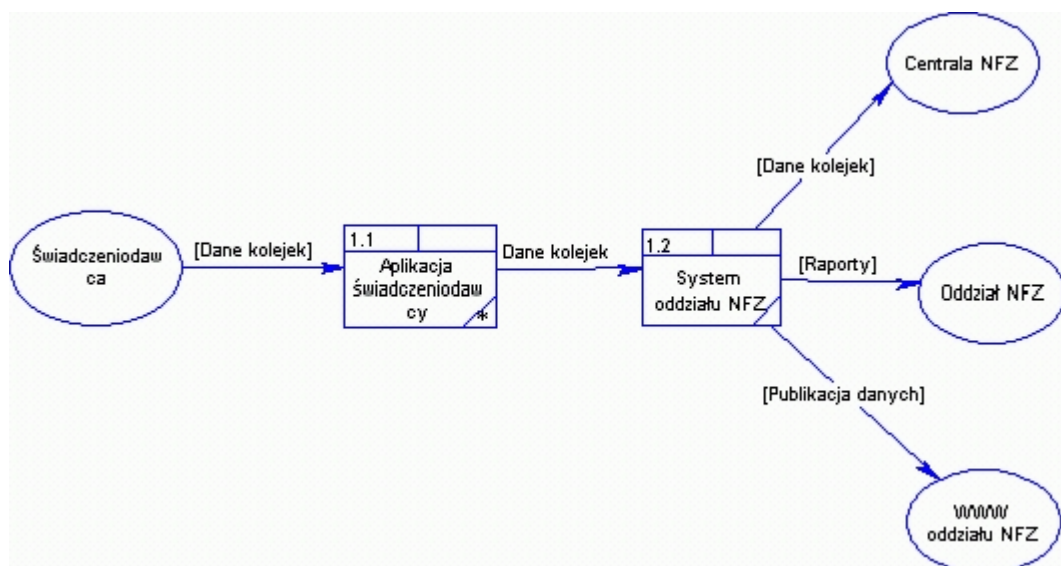 Centrala NFZ
[Dane kolejek]
Świadczeniodaw
ca
[Dane kolejek]
1.1
Aplikacja
świadczeniodaw
cy
*
Dane kolejek
1.2
System
oddziału NFZ
[Raporty]
Oddział NFZ
[Publikacja danych]
WWW
oddziału NFZ